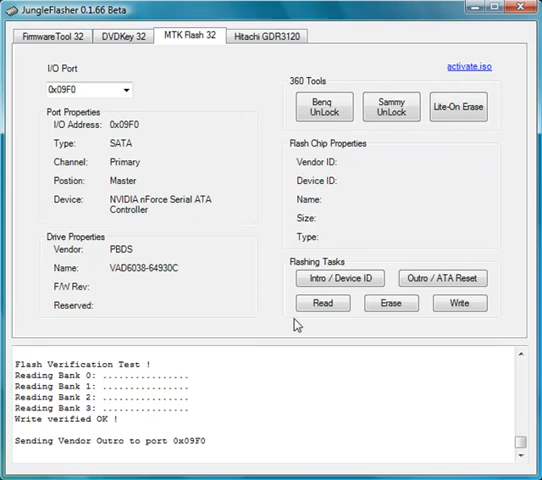 JungleFlasher 0.1.66 Beta
FirmwareTool 32
DVDKey 32
MTK Flash 32
Hitachi GDR3120
I/O Port
activate.iso
0x09F0
Port Properties
I/O Address: 0x09F0
Type: SATA
Channel: Primary
Postion: Master
Device: NVIDIA nForce Serial ATA
Controller
Drive Properties
Vendor: PBDS
Name: VAD6038-64930C
F/W Rev:
Reserved:
360 Tools
Benq
UnLock
Sammy
UnLock
Lite-On Erase
Flash Chip Properties
Vendor ID:
Device ID:
Name:
Size:
Type:
Flashing Tasks
Intro / Device ID
Outro / ATA Reset
Read
Erase
Write
Flash Verification Test !
Reading Bank 0: ................
Reading Bank 1: ................
Reading Bank 2: ................
Reading Bank 3: ................
Write verified OK !
Sending Vendor Outro to port 0x09F0